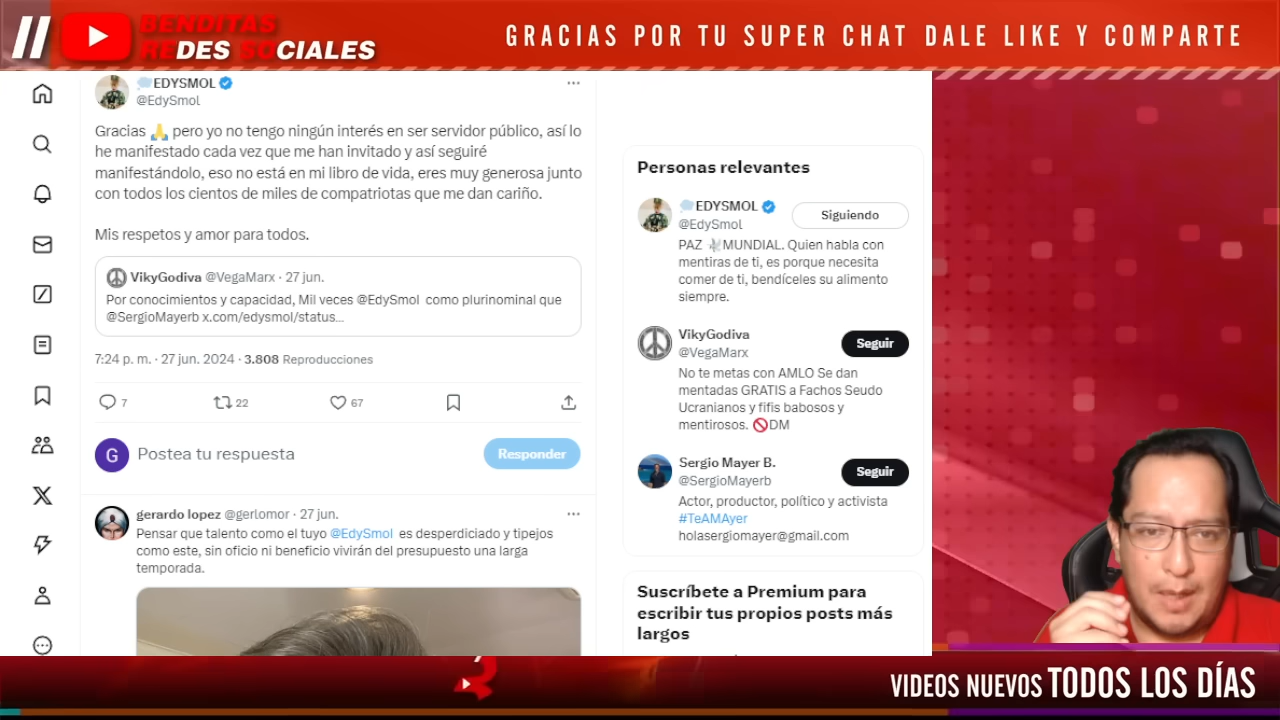 BENDITAS
REDES SOCIALES
GRACIAS POR TU SUPER CHAT DALE LIKE Y COMPARTE
EDYSMOL
@EdySmol
Gracias 🙏 pero yo no tengo ningún interés en ser servidor público, así lo
he manifestado cada vez que me han invitado y así seguiré
manifestándolo, eso no está en mi libro de vida, eres muy generosa junto
con todos los cientos de miles de compatriotas que me dan cariño.
Mis respetos y amor para todos.
VikyGodiva @VegaMarx · 27 jun.
Por conocimientos y capacidad, Mil veces @EdySmol como plurinominal que
@SergioMayerb x.com/edysmol/status...
7:24 p. m. · 27 jun. 2024 · 3.808 Reproducciones
7 22 67
G Postea tu respuesta Responder
gerardo lopez @gerlomor · 27 jun.
Pensar que talento como el tuyo @EdySmol es desperdiciado y tipejos
como este, sin oficio ni beneficio vivirán del presupuesto una larga
temporada.
Personas relevantes
EDYSMOL
@EdySmol
Siguiendo
PAZ 🕊MUNDIAL. Quien habla con
mentiras de ti, es porque necesita
comer de ti, bendíceles su alimento
siempre.
VikyGodiva
@VegaMarx
Seguir
No te metas con AMLO Se dan
mentadas GRATIS a Fachos Seudo
Ucranianos y fifis babosos y
mentirosos. 🚫DM
Sergio Mayer B.
@SergioMayerb
Seguir
Actor, productor, político y activista
#TeAMAyer
holasergiomayer@gmail.com
Suscríbete a Premium para
escribir tus propios posts más
largos
VIDEOS NUEVOS TODOS LOS DÍAS